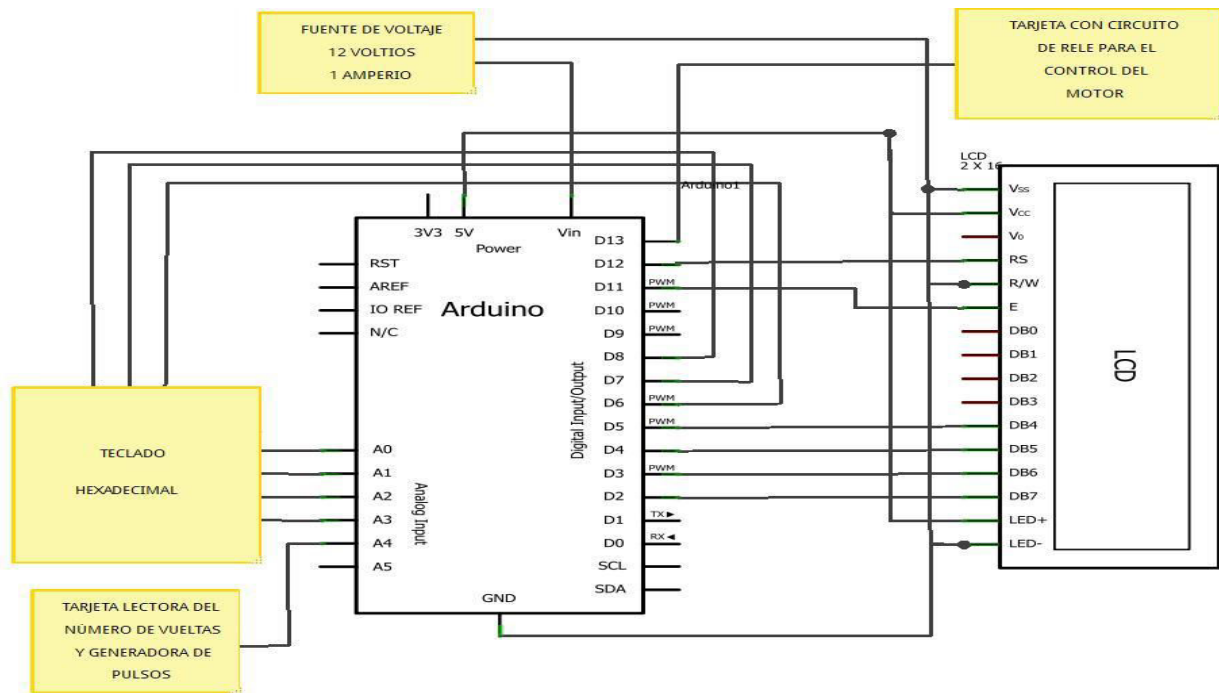 FUENTE DE VOLTAJE
12 VOLTIOS
1 AMPERIO
TARJETA CON CIRCUITO
DE RELE PARA EL
CONTROL DEL
MOTOR
LCD
2 X 16
Arduino1
3V3 5V Vin
Power
RST
AREF
IO REF
N/C
Arduino
D13
D12
D11 PWM
D10 PWM
D9 PWM
D8
D7
D6 PWM
D5 PWM
D4
D3 PWM
D2
D1 TX▶
D0 RX◀
SCL
SDA
Digital Input/Output
A0
A1
A2
A3
A4
A5
Analog Input
GND
Vss
Vcc
V0
RS
R/W
E
DB0
DB1
DB2
DB3
DB4
DB5
DB6
DB7
LED+
LED-
LCD
TECLADO
HEXADECIMAL
TARJETA LECTORA DEL
NÚMERO DE VUELTAS
Y GENERADORA DE
PULSOS